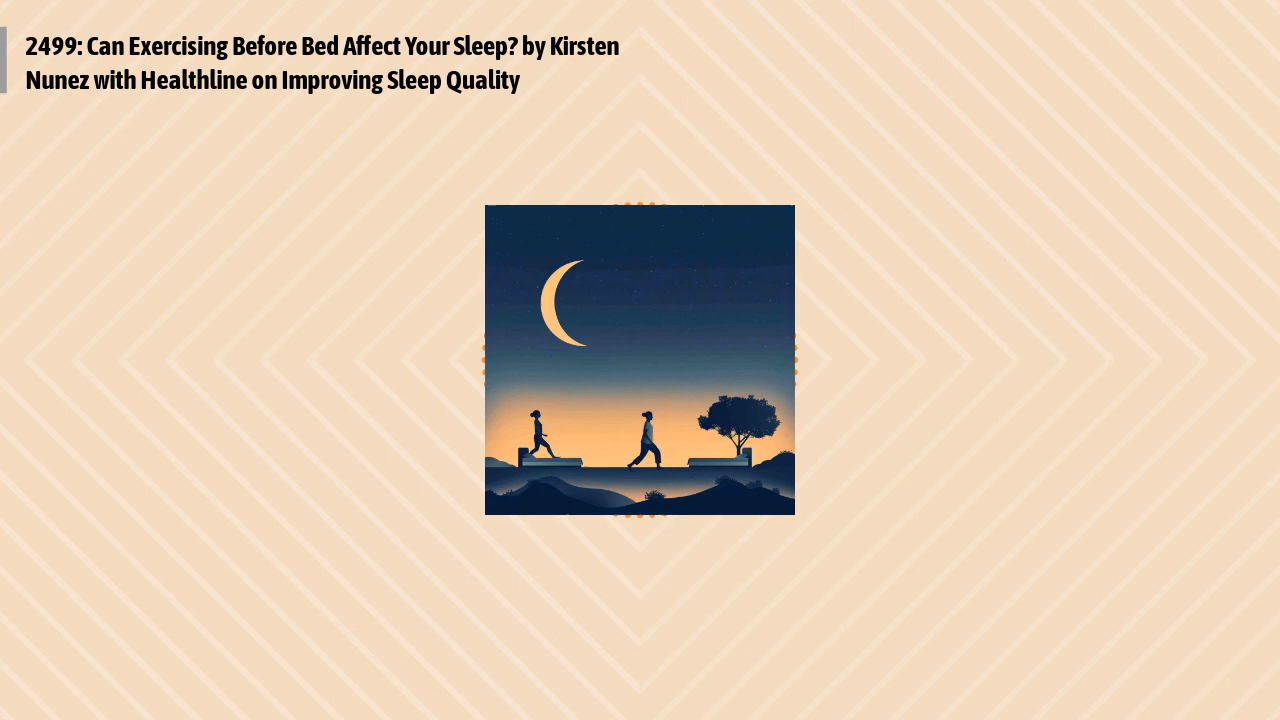 2499: Can Exercising Before Bed Affect Your Sleep? by Kirsten
Nunez with Healthline on Improving Sleep Quality